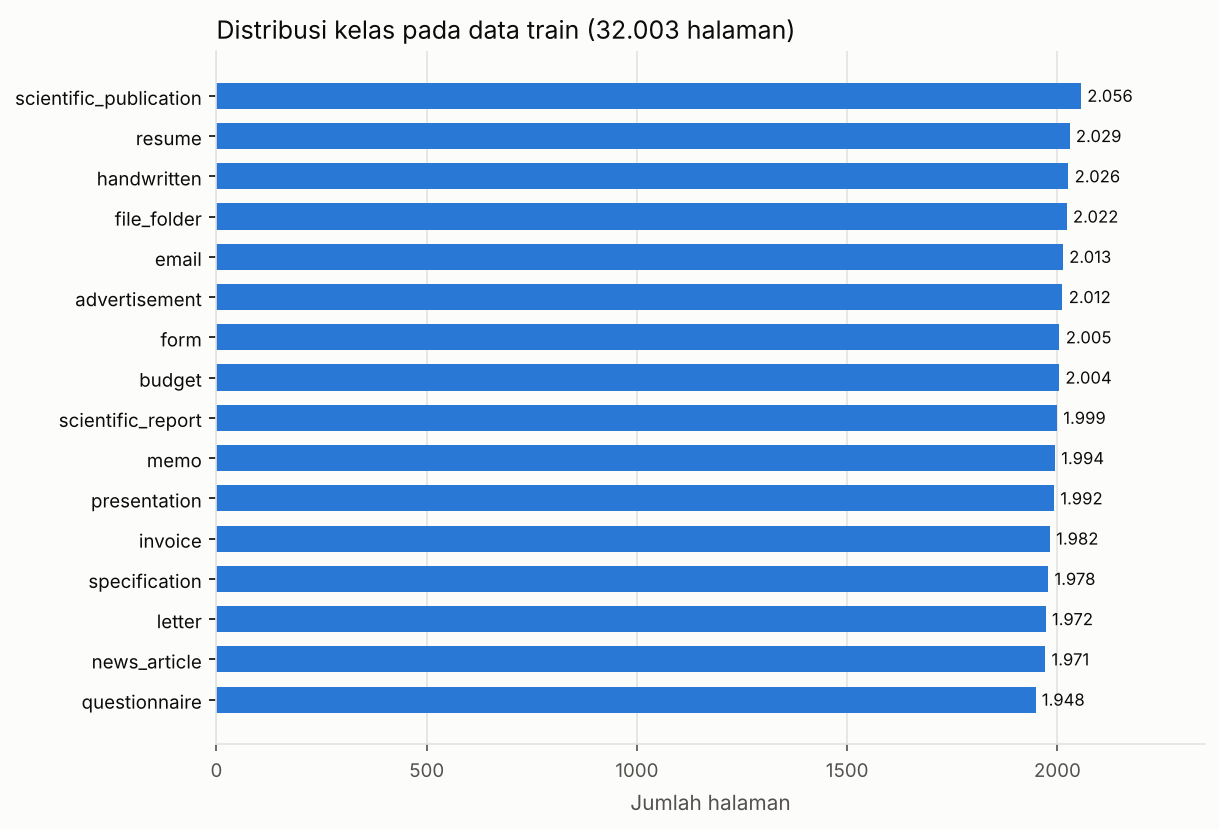 Distribusi kelas pada data train (32.003 halaman)
scientific_publication 2.056
resume 2.029
handwritten 2.026
file_folder 2.022
email 2.013
advertisement 2.012
form 2.005
budget 2.004
scientific_report 1.999
memo 1.994
presentation 1.992
invoice 1.982
specification 1.978
letter 1.972
news_article 1.971
questionnaire 1.948
0 500 1000 1500 2000
Jumlah halaman